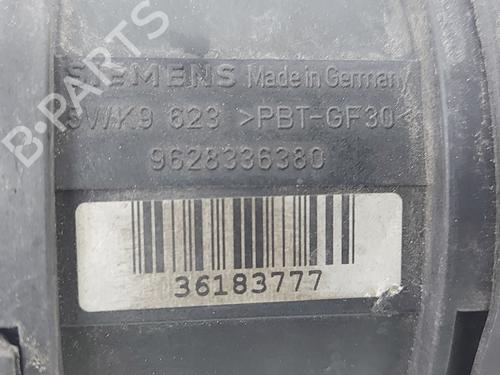 B-PARTS
SIEMENS Made in Germany
5WK9 623 >PBT-GF30<
9628336380
36183777